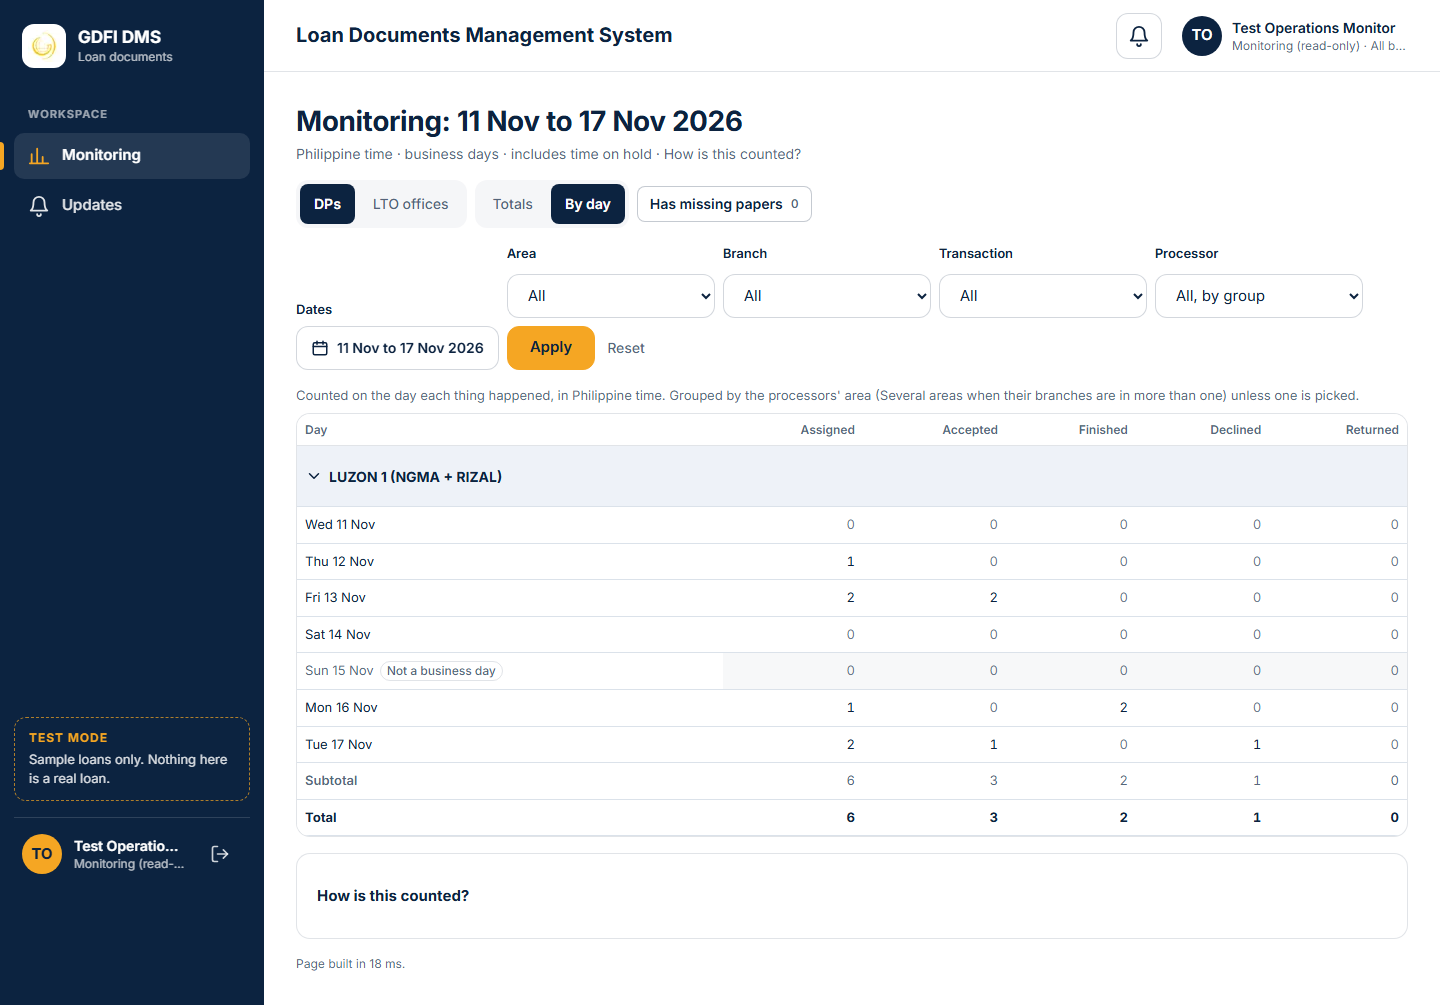 GDFI DMS
Loan documents
WORKSPACE
Monitoring
Updates
TEST MODE
Sample loans only. Nothing here
is a real loan.
TO
Test Operatio...
Monitoring (read-...
Loan Documents Management System
TO
Test Operations Monitor
Monitoring (read-only) · All b...
Monitoring: 11 Nov to 17 Nov 2026
Philippine time · business days · includes time on hold · How is this counted?
DPs LTO offices Totals By day Has missing papers 0
Area Branch Transaction Processor
All All All All, by group
Dates
11 Nov to 17 Nov 2026 Apply Reset
Counted on the day each thing happened, in Philippine time. Grouped by the processors' area (Several areas when their branches are in more than one) unless one is picked.
Day Assigned Accepted Finished Declined Returned
LUZON 1 (NGMA + RIZAL)
Wed 11 Nov 0 0 0 0 0
Thu 12 Nov 1 0 0 0 0
Fri 13 Nov 2 2 0 0 0
Sat 14 Nov 0 0 0 0 0
Sun 15 Nov Not a business day 0 0 0 0 0
Mon 16 Nov 1 0 2 0 0
Tue 17 Nov 2 1 0 1 0
Subtotal 6 3 2 1 0
Total 6 3 2 1 0
How is this counted?
Page built in 18 ms.